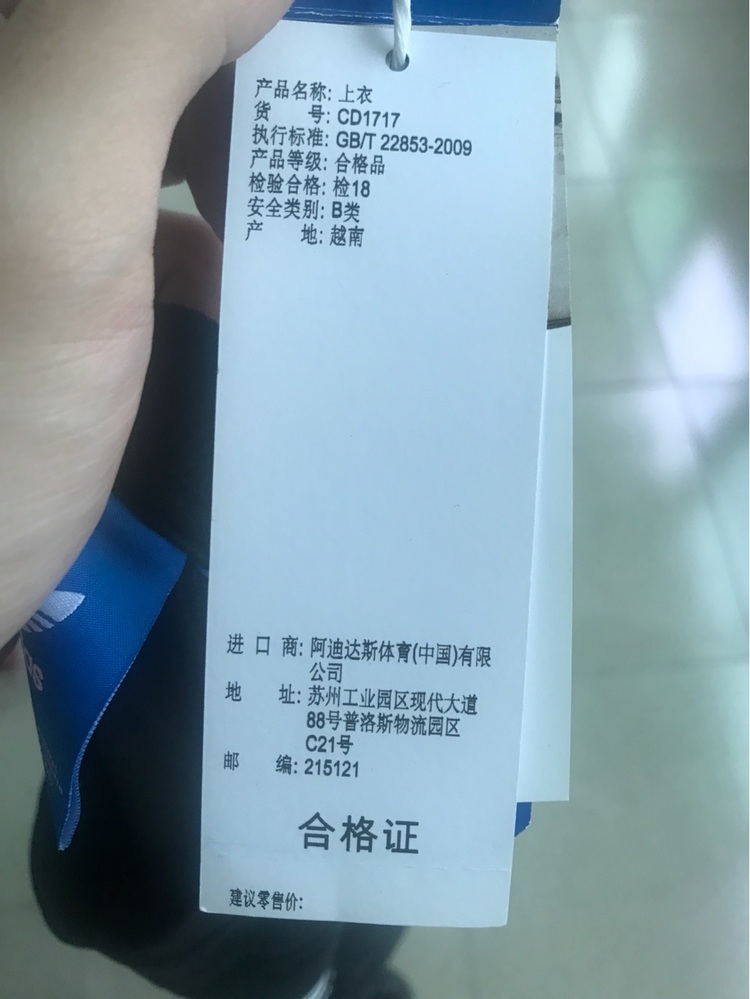 产品名称: 上衣
货 号: CD1717
执行标准: GB/T 22853-2009
产品等级: 合格品
检验合格: 检18
安全类别: B类
产 地: 越南
进 口 商: 阿迪达斯体育(中国)有限
公司
地 址: 苏州工业园区现代大道
88号普洛斯物流园区
C21号
邮 编: 215121
合格证
建议零售价: